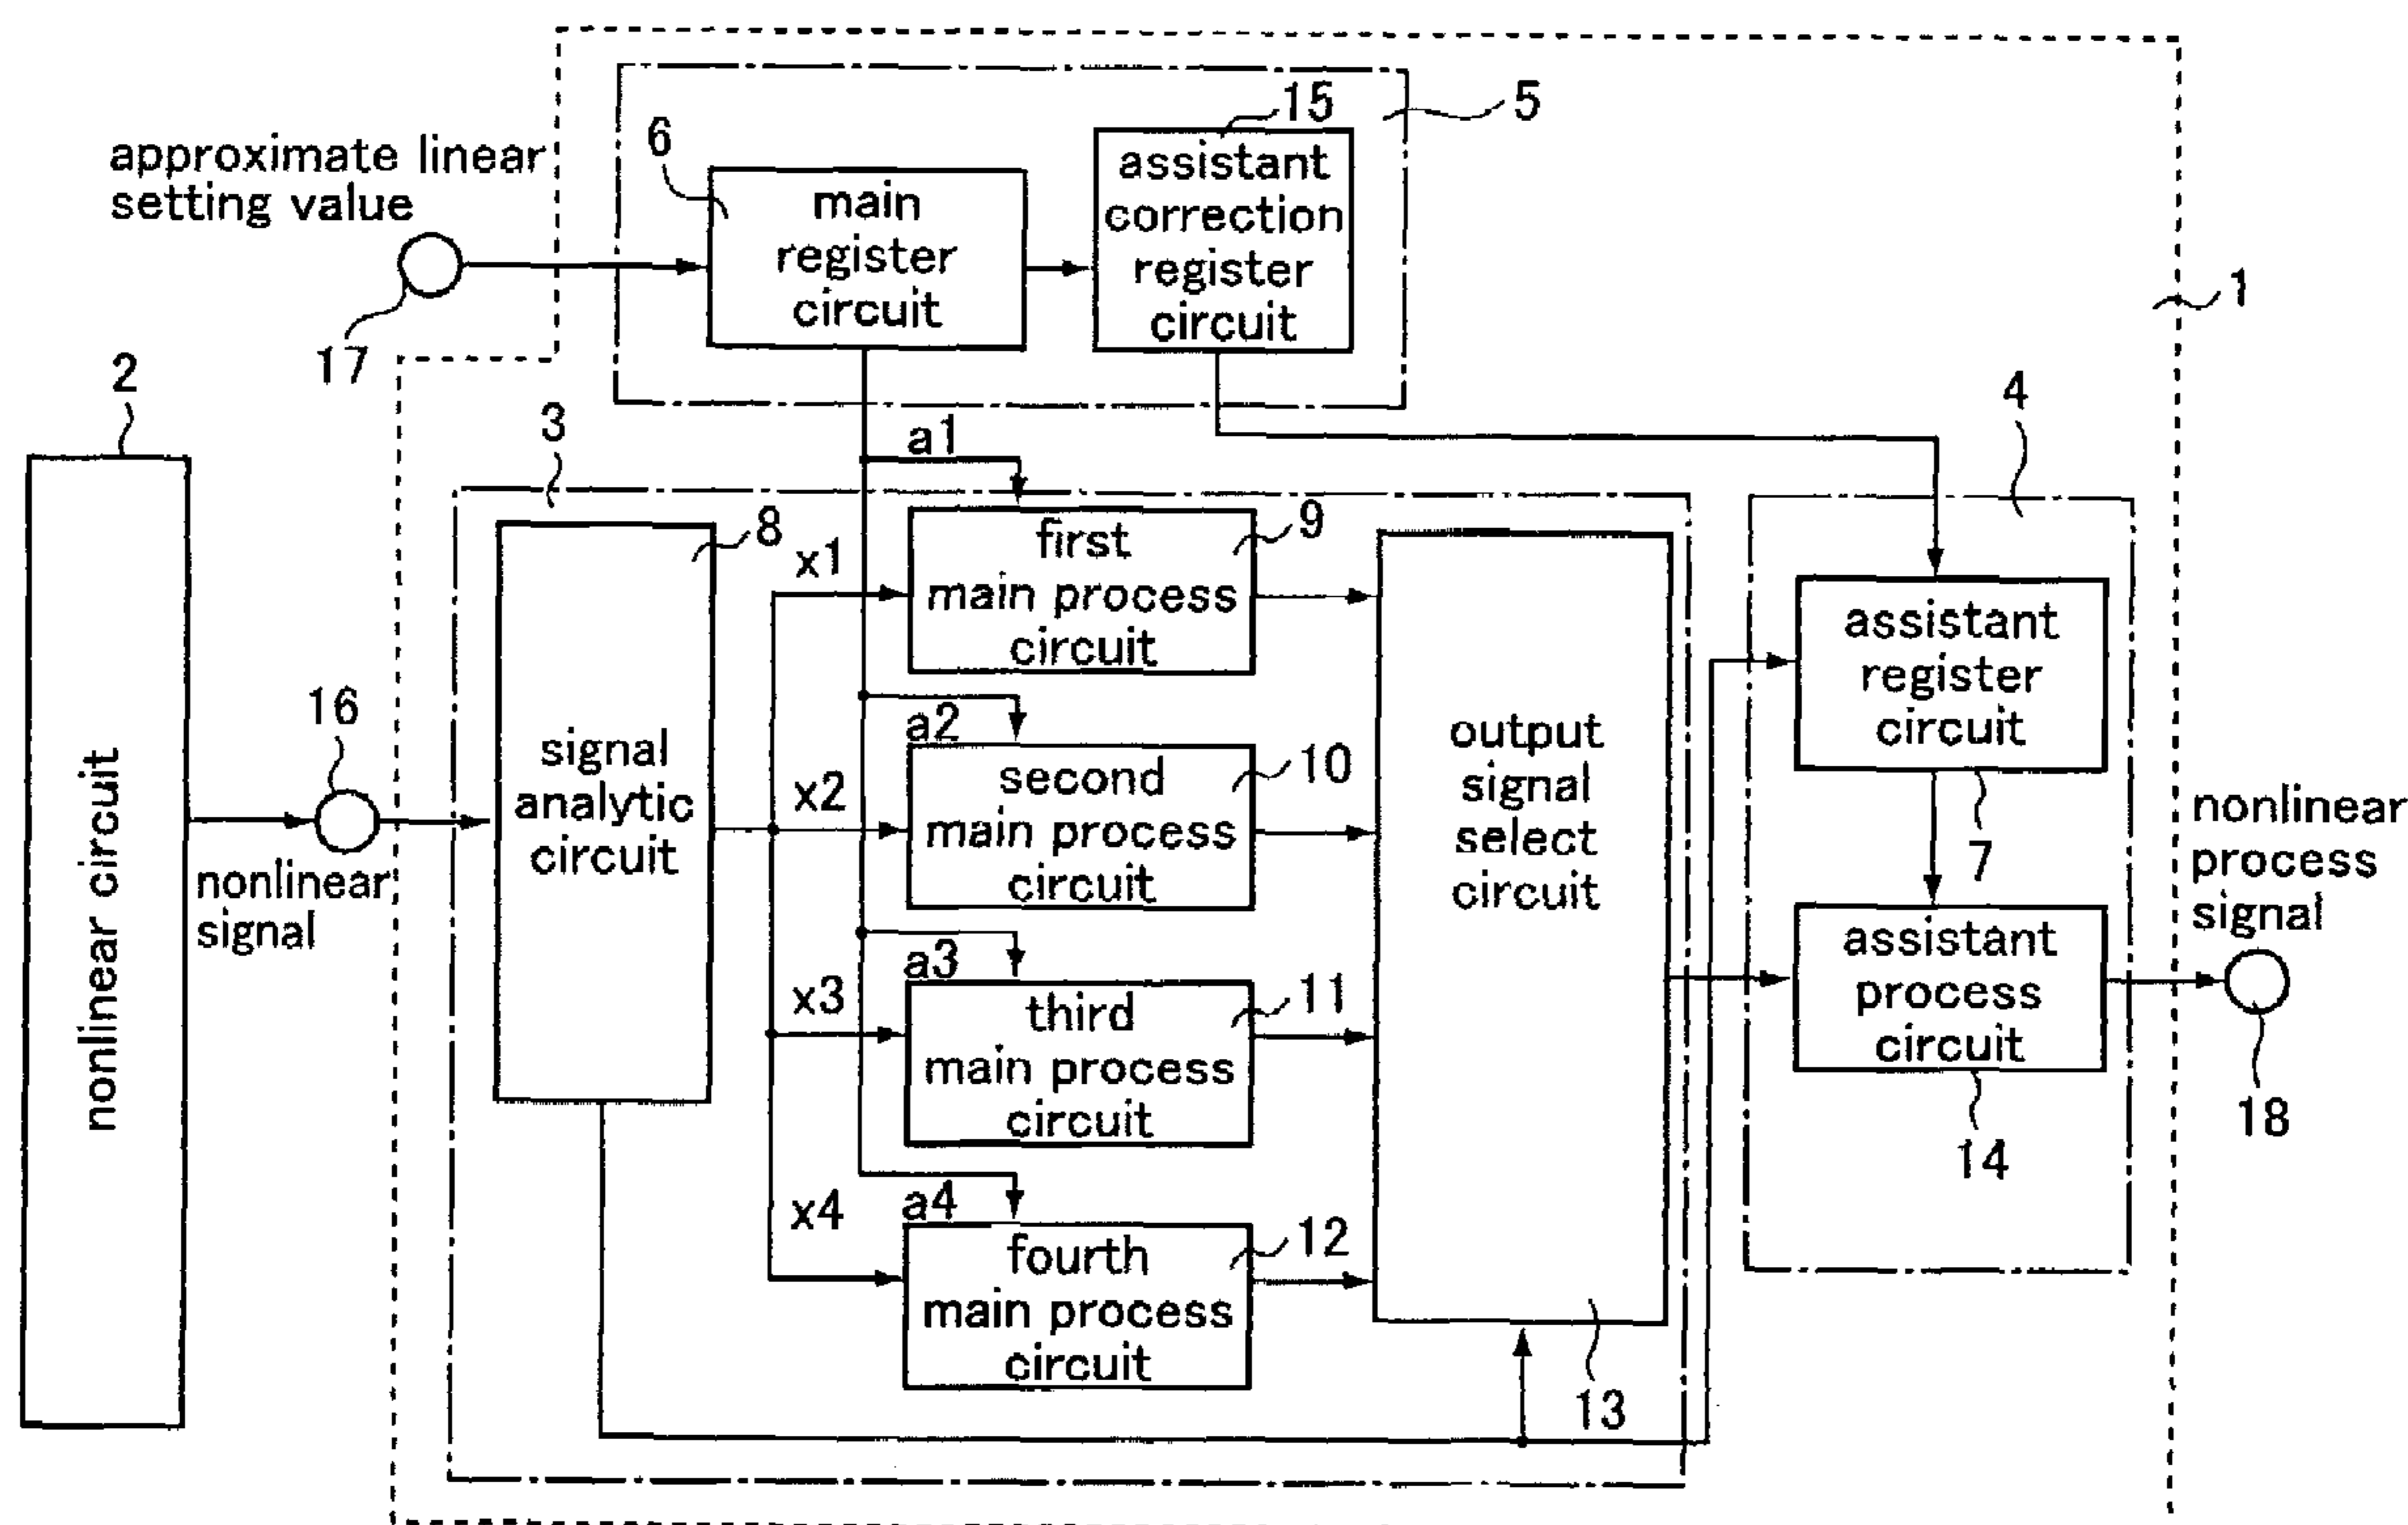 approximate linear
setting value
17
6
main
register
circuit
15
assistant
correction
register
circuit
5
1
2
nonlinear circuit
16
nonlinear
signal
3
8
signal
analytic
circuit
a1
x1
first
main process
circuit
9
a2
x2
second
main process
circuit
10
a3
x3
third
main process
circuit
11
a4
x4
fourth
main process
circuit
12
output
signal
select
circuit
13
4
assistant
register
circuit
7
assistant
process
circuit
14
nonlinear
process
signal
18